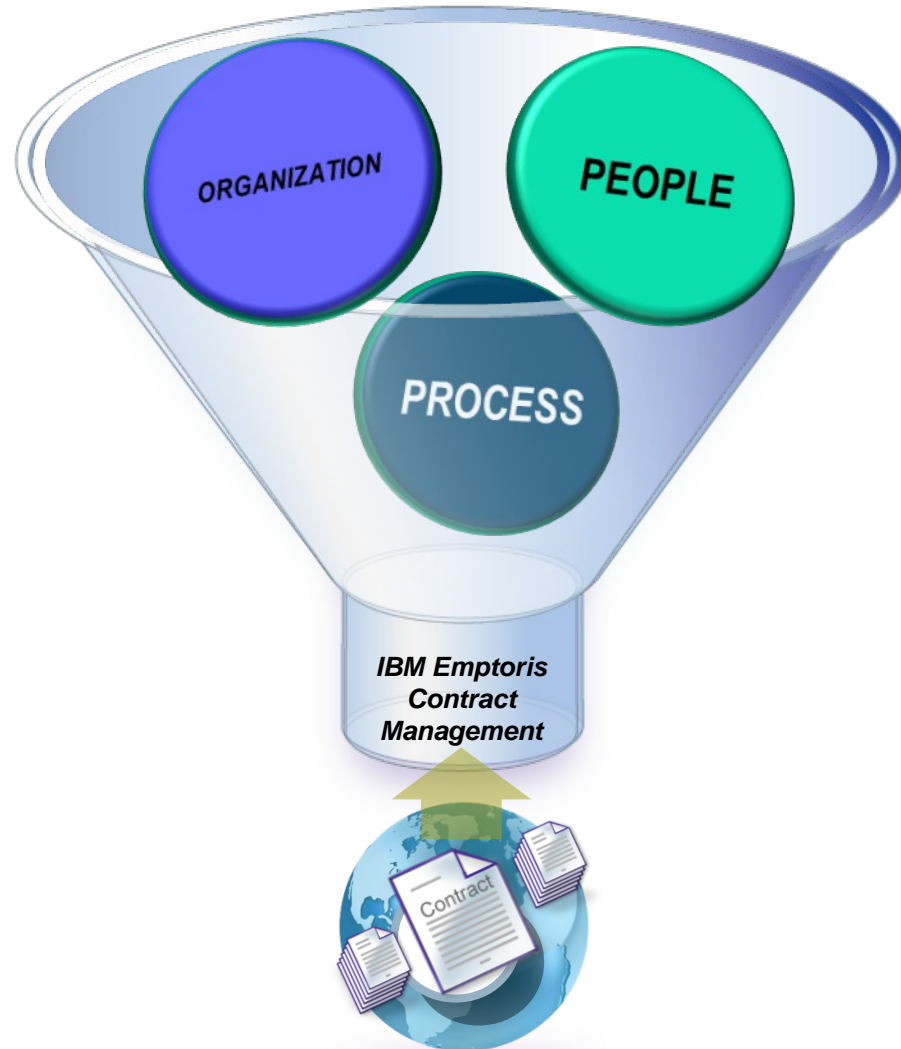 ORGANIZATION
PEOPLE
PROCESS
IBM Emptoris
Contract
Management
Contract